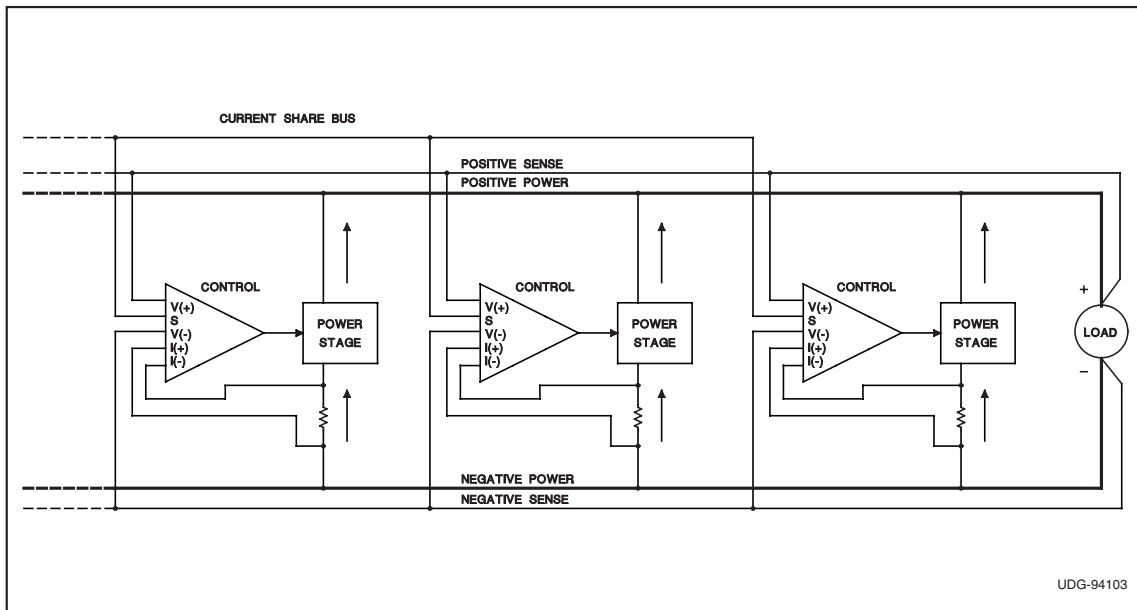 CURRENT SHARE BUS
POSITIVE SENSE
POSITIVE POWER
CONTROL
V(+)
S
V(-)
I(+)
I(-)
POWER
STAGE
CONTROL
V(+)
S
V(-)
I(+)
I(-)
POWER
STAGE
CONTROL
V(+)
S
V(-)
I(+)
I(-)
POWER
STAGE
+
LOAD
−
NEGATIVE POWER
NEGATIVE SENSE
UDG-94103